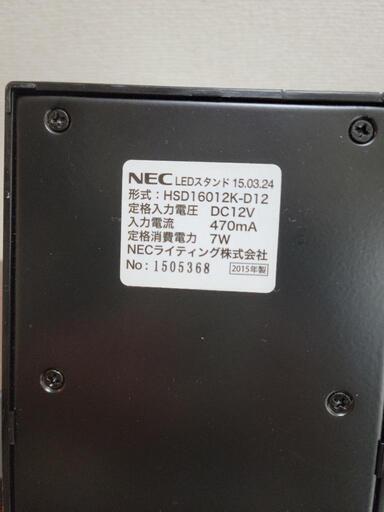 NEC LEDスタンド 15.03.24
形式：HSD16012K-D12
定格入力電圧 DC12V
入力電流 470mA
定格消費電力 7W
NECライティング株式会社
No: 1505368 2015年製